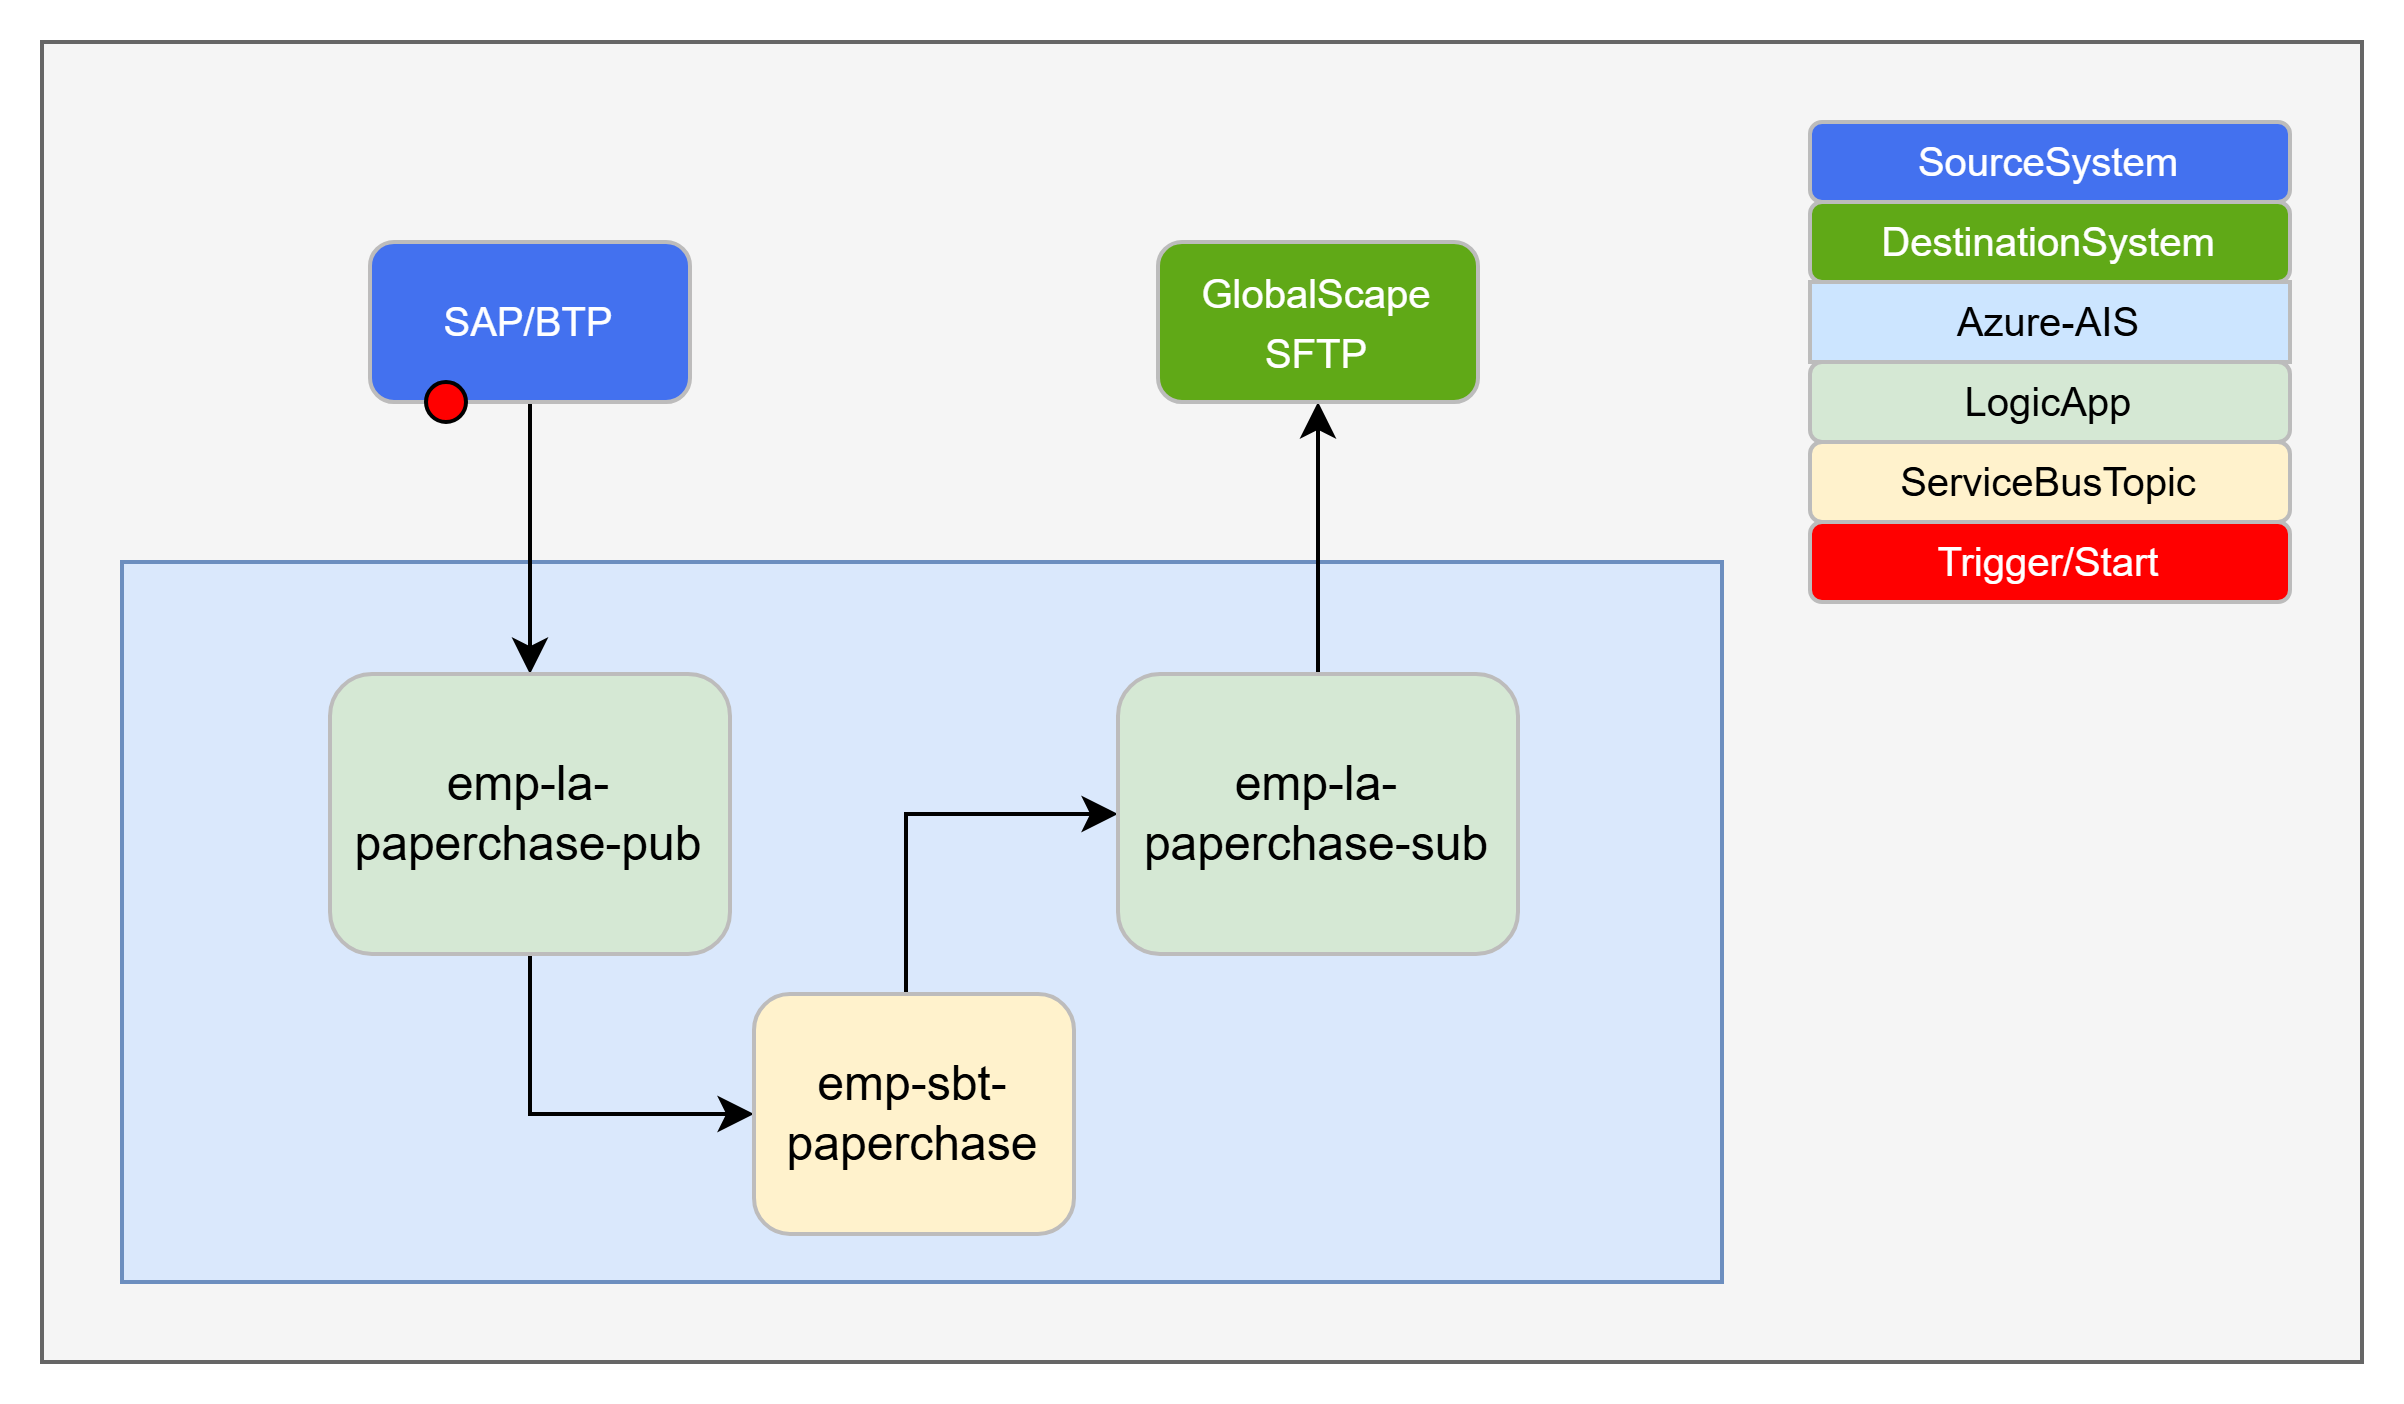 SAP/BTP
GlobalScape
SFTP
SourceSystem
DestinationSystem
Azure-AIS
LogicApp
ServiceBusTopic
Trigger/Start
emp-la-
paperchase-pub
emp-la-
paperchase-sub
emp-sbt-
paperchase